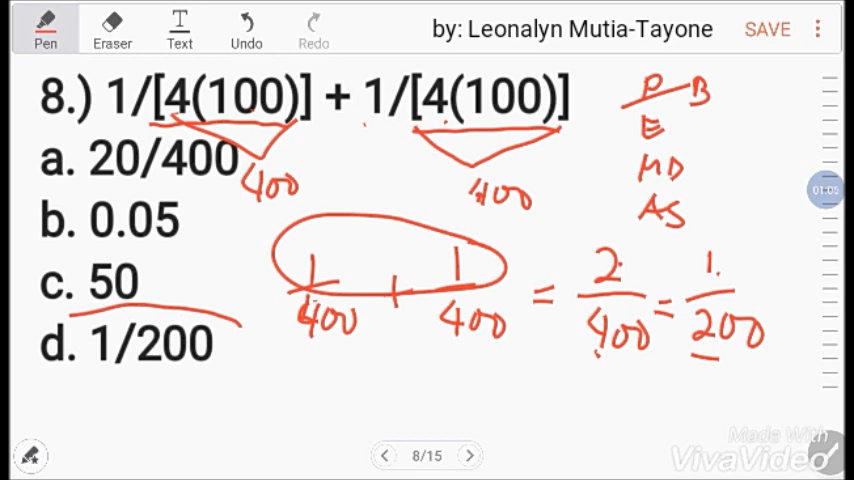 Pen
Eraser
Text
Undo
Redo
by: Leonalyn Mutia-Tayone
SAVE
8.) 1/[4(100)] + 1/[4(100)]
a. 20/400
b. 0.05
c. 50
d. 1/200
400
400
P B
E
MD
AS
1/400 + 1/400 = 2/400 = 1/200
01:05
8/15
Made With
VivaVideo